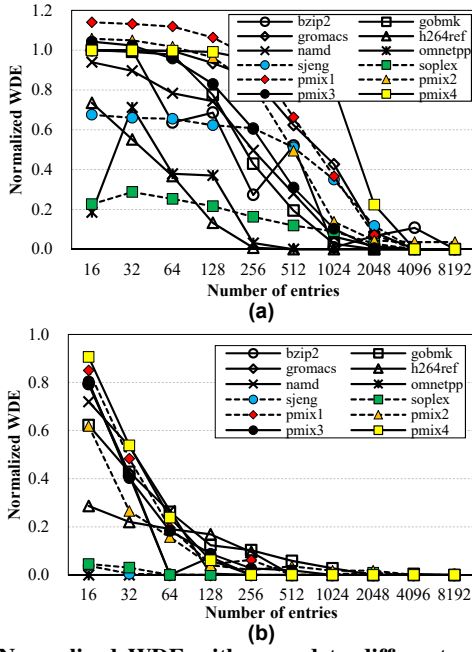 Normalized WDE
1.2
1.0
0.8
0.6
0.4
0.2
0.0
bzip2 gobmk
gromacs h264ref
namd omnetpp
sjeng soplex
pmix1 pmix2
pmix3 pmix4
16 32 64 128 256 512 1024 2048 4096 8192
Number of entries
(a)
Normalized WDE
1.0
0.8
0.6
0.4
0.2
0.0
bzip2 gobmk
gromacs h264ref
namd omnetpp
sjeng soplex
pmix1 pmix2
pmix3 pmix4
16 32 64 128 256 512 1024 2048 4096 8192
Number of entries
(b)
Normalized WDE with
different